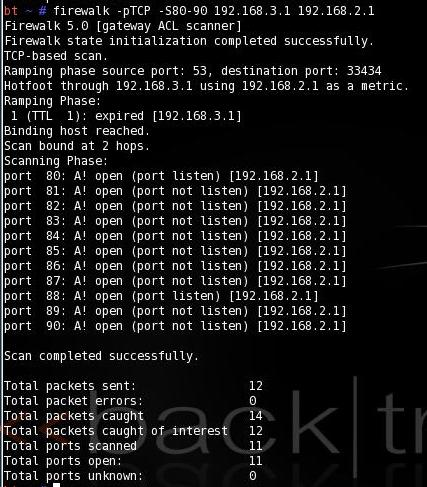 bt ~ # firewalk -pTCP -S80-90 192.168.3.1 192.168.2.1
Firewalk 5.0 [gateway ACL scanner]
Firewalk state initialization completed successfully.
TCP-based scan.
Ramping phase source port: 53, destination port: 33434
Hotfoot through 192.168.3.1 using 192.168.2.1 as a metric.
Ramping Phase:
 1 (TTL  1): expired [192.168.3.1]
Binding host reached.
Scan bound at 2 hops.
Scanning Phase:
port  80: A! open (port listen) [192.168.2.1]
port  81: A! open (port not listen) [192.168.2.1]
port  82: A! open (port not listen) [192.168.2.1]
port  83: A! open (port not listen) [192.168.2.1]
port  84: A! open (port not listen) [192.168.2.1]
port  85: A! open (port not listen) [192.168.2.1]
port  86: A! open (port not listen) [192.168.2.1]
port  87: A! open (port not listen) [192.168.2.1]
port  88: A! open (port listen) [192.168.2.1]
port  89: A! open (port not listen) [192.168.2.1]
port  90: A! open (port not listen) [192.168.2.1]

Scan completed successfully.

Total packets sent:                12
Total packet errors:               0
Total packets caught               14
Total packets caught of interest   12
Total ports scanned                11
Total ports open:                  11
Total ports unknown:               0
<<back|tr